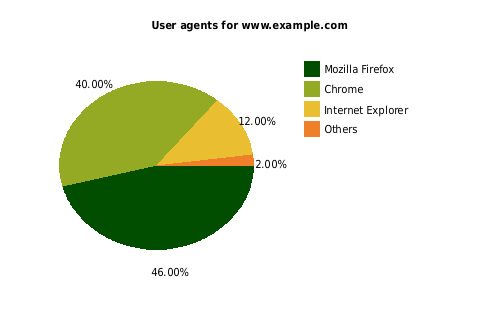 User agents for www.example.com
Mozilla Firefox
Chrome
Internet Explorer
Others
40.00%
12.00%
2.00%
46.00%